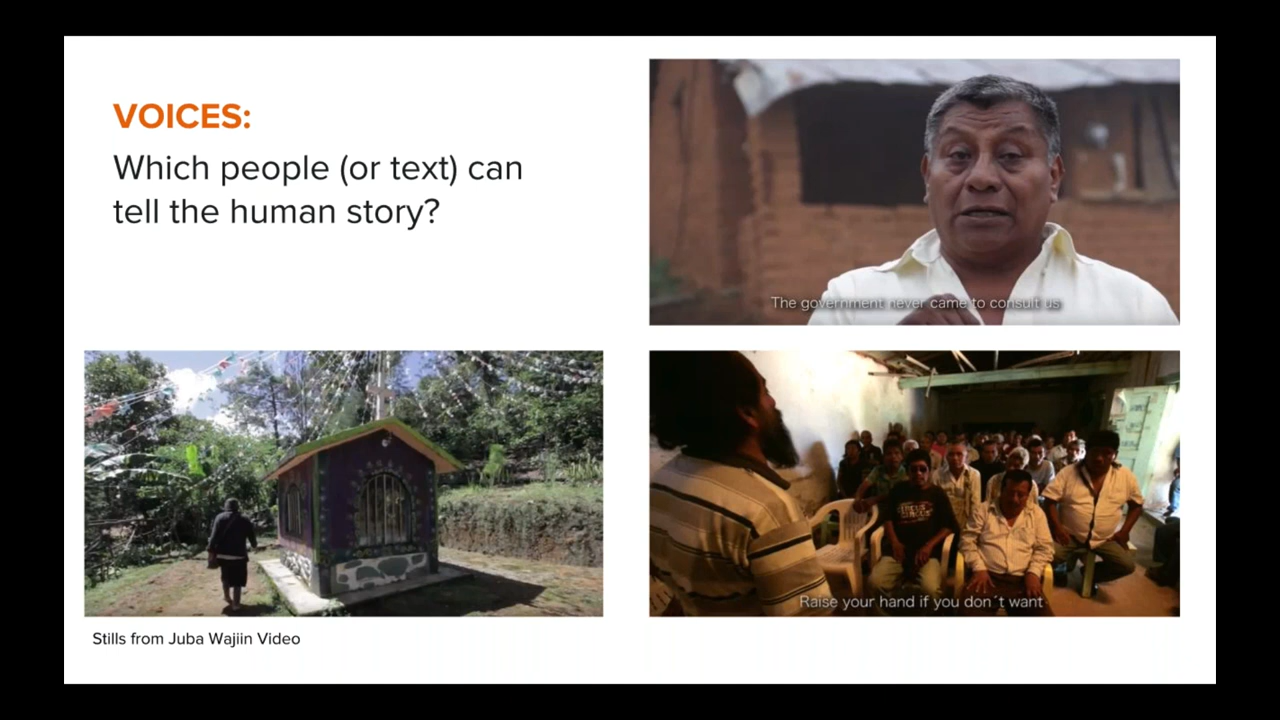 VOICES:
Which people (or text) can
tell the human story?
The government never came to consult us
Raise your hand if you don´t want
Stills from Juba Wajiin Video